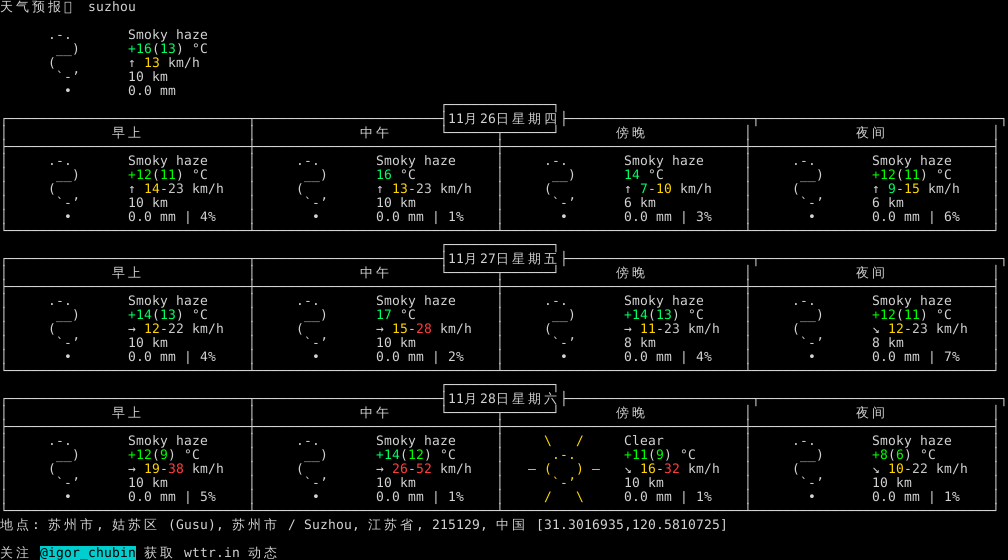 天气预报： suzhou
Smoky haze
+16(13) °C
↑ 13 km/h
10 km
0.0 mm
11月26日星期四
早上 中午 傍晚 夜间
Smoky haze Smoky haze Smoky haze Smoky haze
+12(11) °C 16 °C 14 °C +12(11) °C
↑ 14-23 km/h ↑ 13-23 km/h ↑ 7-10 km/h ↑ 9-15 km/h
10 km 10 km 6 km 6 km
0.0 mm | 4% 0.0 mm | 1% 0.0 mm | 3% 0.0 mm | 6%
11月27日星期五
早上 中午 傍晚 夜间
Smoky haze Smoky haze Smoky haze Smoky haze
+14(13) °C 17 °C +14(13) °C +12(11) °C
→ 12-22 km/h → 15-28 km/h → 11-23 km/h ↘ 12-23 km/h
10 km 10 km 8 km 8 km
0.0 mm | 4% 0.0 mm | 2% 0.0 mm | 4% 0.0 mm | 7%
11月28日星期六
早上 中午 傍晚 夜间
Smoky haze Smoky haze Clear Smoky haze
+12(9) °C +14(12) °C +11(9) °C +8(6) °C
→ 19-38 km/h → 26-52 km/h ↘ 16-32 km/h ↘ 10-22 km/h
10 km 10 km 10 km 10 km
0.0 mm | 5% 0.0 mm | 1% 0.0 mm | 1% 0.0 mm | 1%
地点: 苏州市, 姑苏区 (Gusu), 苏州市 / Suzhou, 江苏省, 215129, 中国 [31.3016935,120.5810725]
关注 @igor_chubin 获取 wttr.in 动态